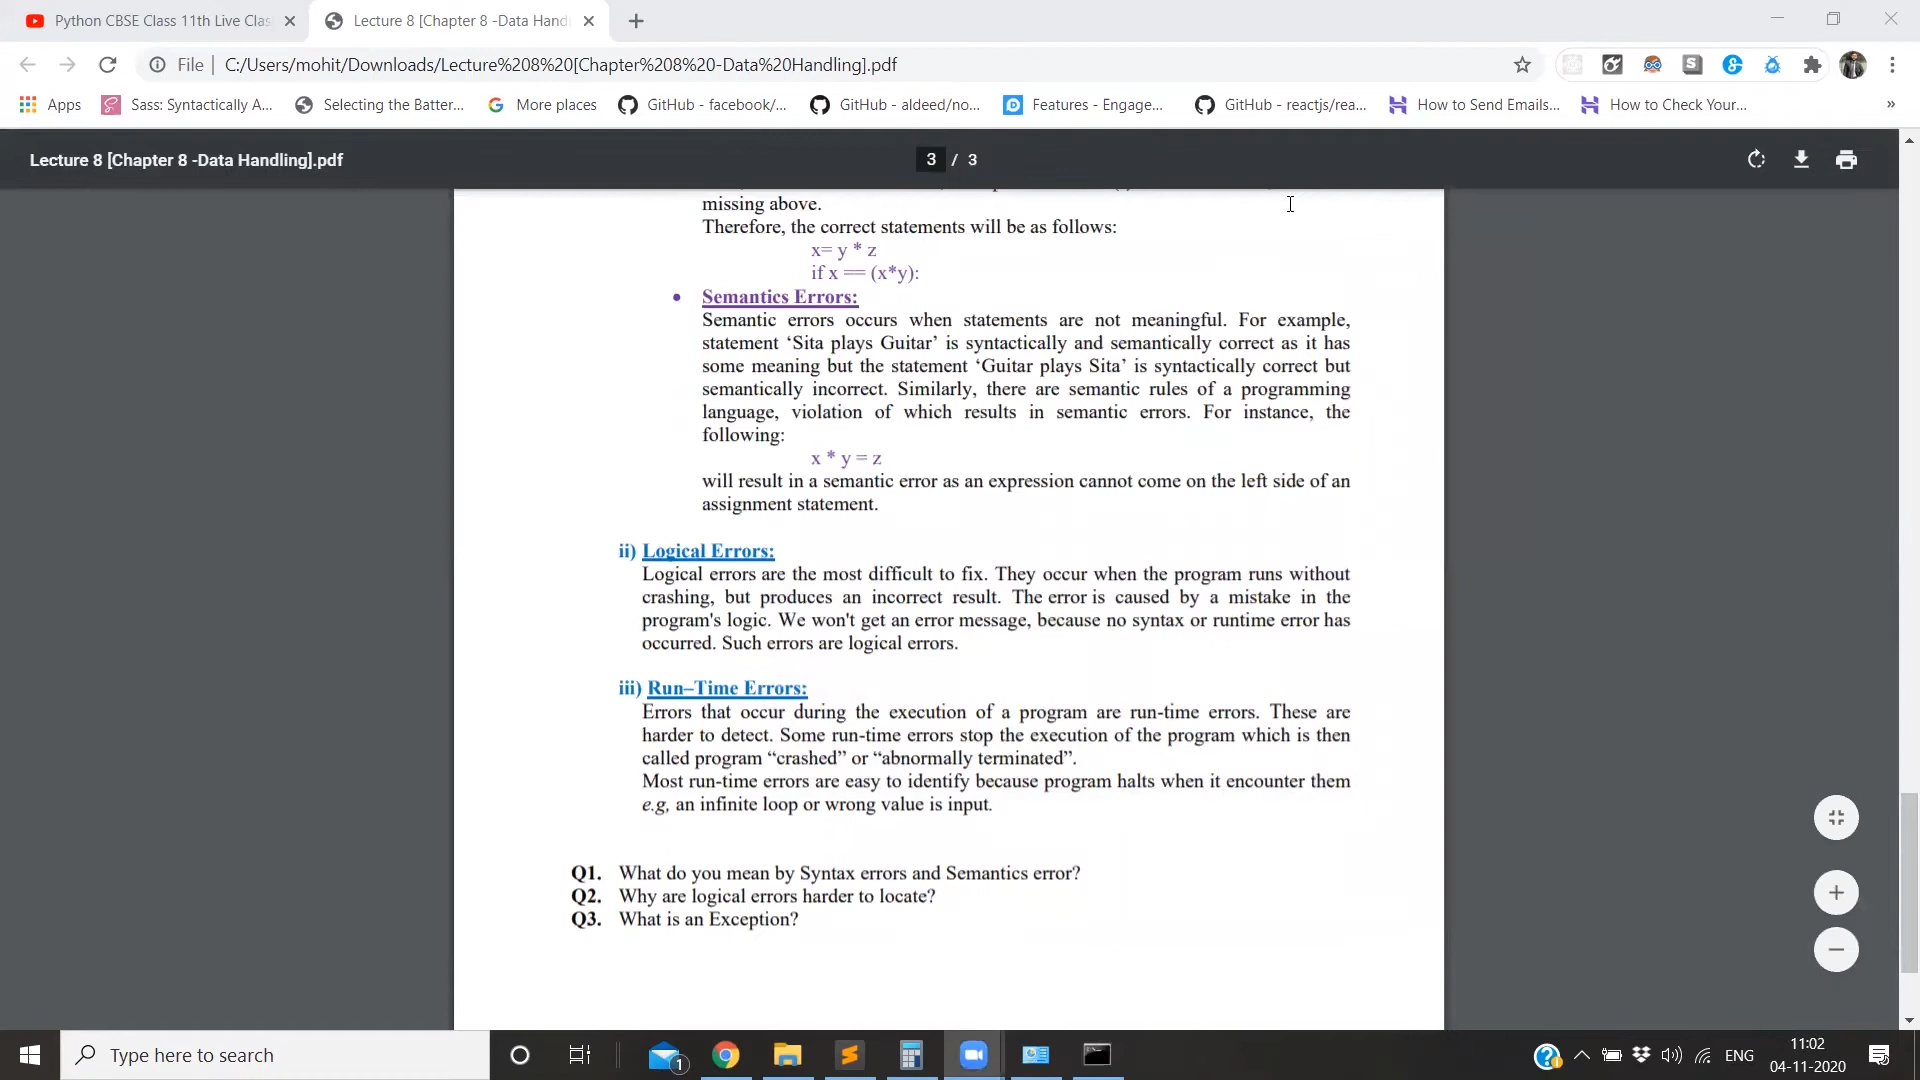 Python CBSE Class 11th Live Clas
Lecture 8 [Chapter 8 -Data Hand
File | C:/Users/mohit/Downloads/Lecture%208%20[Chapter%208%20-Data%20Handling].pdf
Apps Sass: Syntactically A... Selecting the Batter... More places GitHub - facebook/... GitHub - aldeed/no... Features - Engage... GitHub - reactjs/rea... How to Send Emails... How to Check Your... »
Lecture 8 [Chapter 8 -Data Handling].pdf 3 / 3
missing above.
Therefore, the correct statements will be as follows:
x= y * z
if x == (x*y):
• Semantics Errors:
Semantic errors occurs when statements are not meaningful. For example,
statement ‘Sita plays Guitar’ is syntactically and semantically correct as it has
some meaning but the statement ‘Guitar plays Sita’ is syntactically correct but
semantically incorrect. Similarly, there are semantic rules of a programming
language, violation of which results in semantic errors. For instance, the
following:
x * y = z
will result in a semantic error as an expression cannot come on the left side of an
assignment statement.
ii) Logical Errors:
Logical errors are the most difficult to fix. They occur when the program runs without
crashing, but produces an incorrect result. The error is caused by a mistake in the
program's logic. We won't get an error message, because no syntax or runtime error has
occurred. Such errors are logical errors.
iii) Run–Time Errors:
Errors that occur during the execution of a program are run-time errors. These are
harder to detect. Some run-time errors stop the execution of the program which is then
called program “crashed” or “abnormally terminated”.
Most run-time errors are easy to identify because program halts when it encounter them
e.g, an infinite loop or wrong value is input.
Q1. What do you mean by Syntax errors and Semantics error?
Q2. Why are logical errors harder to locate?
Q3. What is an Exception?
Type here to search
1
ENG
11:02
04-11-2020